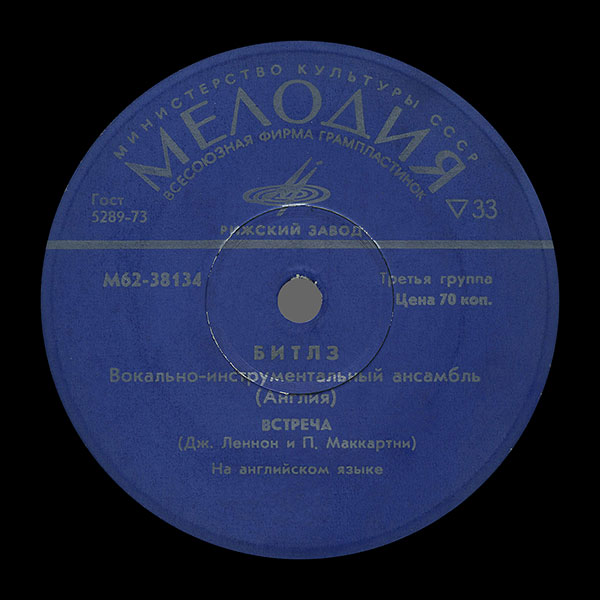 МИНИСТЕРСТВО КУЛЬТУРЫ СССР
МЕЛОДИЯ
ВСЕСОЮЗНАЯ ФИРМА ГРАМПЛАСТИНОК
Гост
5289-73
▽33
РИЖСКИЙ ЗАВОД
М62-38134
Третья группа
Цена 70 коп.
БИТЛЗ
Вокально-инструментальный ансамбль
(Англия)
ВСТРЕЧА
(Дж. Леннон и П. Маккартни)
На английском языке